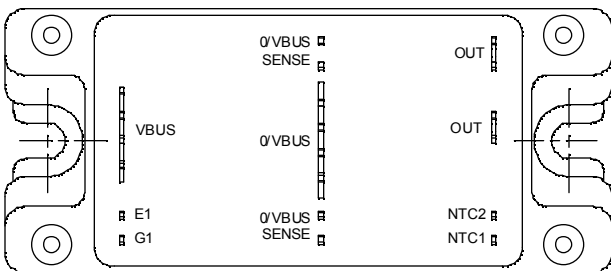 0/VBUS
SENSE
OUT
VBUS
0/VBUS
OUT
E1
G1
0/VBUS
SENSE
NTC2
NTC1